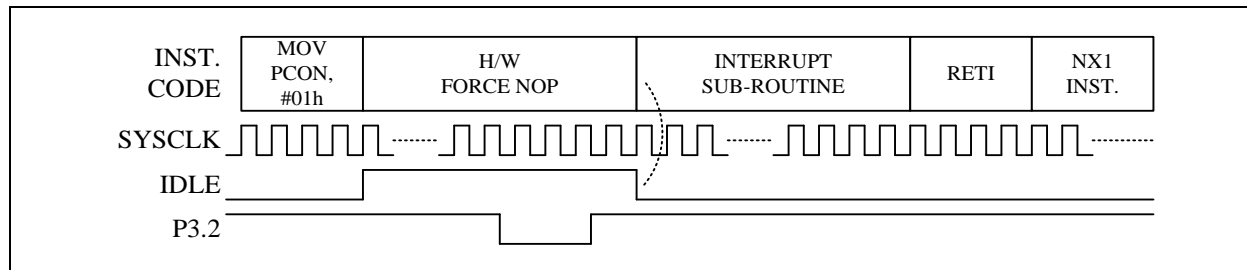 INST.
CODE
MOV
PCON,
#01h
H/W
FORCE NOP
INTERRUPT
SUB-ROUTINE
RETI
NX1
INST.
SYSCLK
IDLE
P3.2